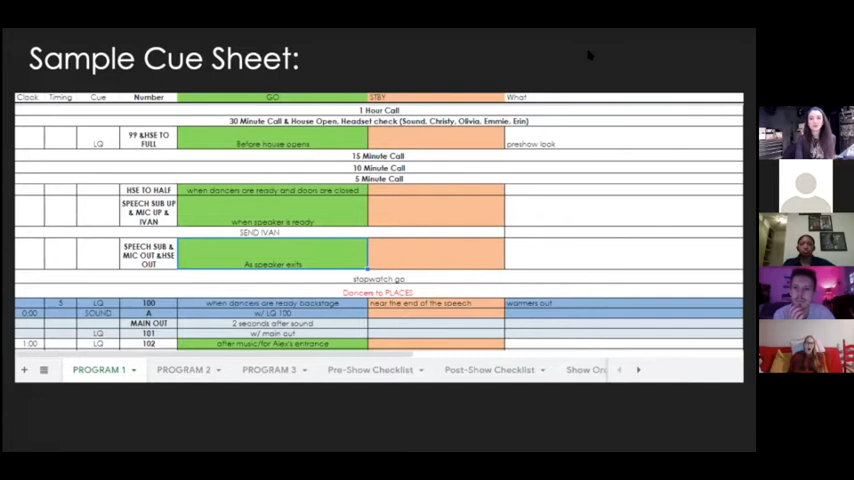 Sample Cue Sheet:
Clock Timing Cue Number GO STBY What
1 Hour Call
30 Minute Call & House Open. Headset check (Sound. Christy, Olivia. Emmie. Erin)
LQ 99 &HSE TO FULL Before house opens preshow look
15 Minute Call
10 Minute Call
5 Minute Call
HSE TO HALF when dancers are ready and doors are closed
SPEECH SUB UP & MIC UP & IVAN when speaker is ready
SEND IVAN
SPEECH SUB & MIC OUT &HSE OUT As speaker exits
stopwatch go
Dancers to PLACES
5 LQ 100 when dancers are ready backstage near the end of the speech warmers out
0:00 SOUND A w/ LQ 100
MAIN OUT 2 seconds after sound
LQ 101 w/ main out
1:00 LQ 102 after music/for Alex's entrance
+ PROGRAM 1 PROGRAM 2 PROGRAM 3 Pre-Show Checklist Post-Show Checklist Show Orc